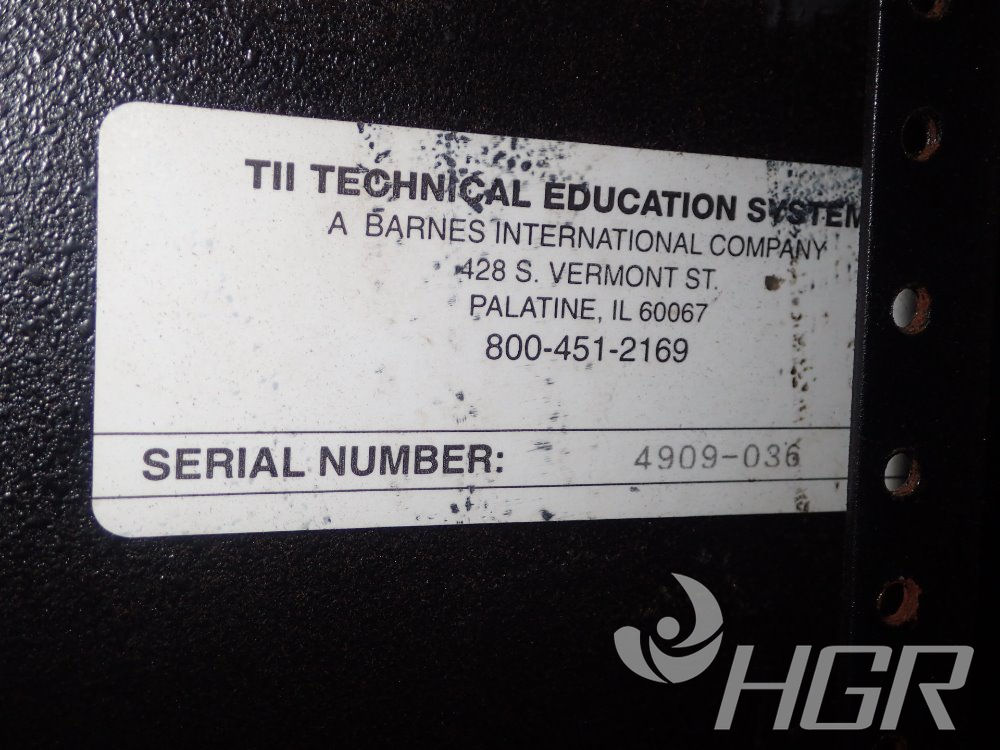 TII TECHNICAL EDUCATION SYSTEM
A BARNES INTERNATIONAL COMPANY
428 S. VERMONT ST.
PALATINE, IL 60067
800-451-2169
SERIAL NUMBER: 4909-036
HGR